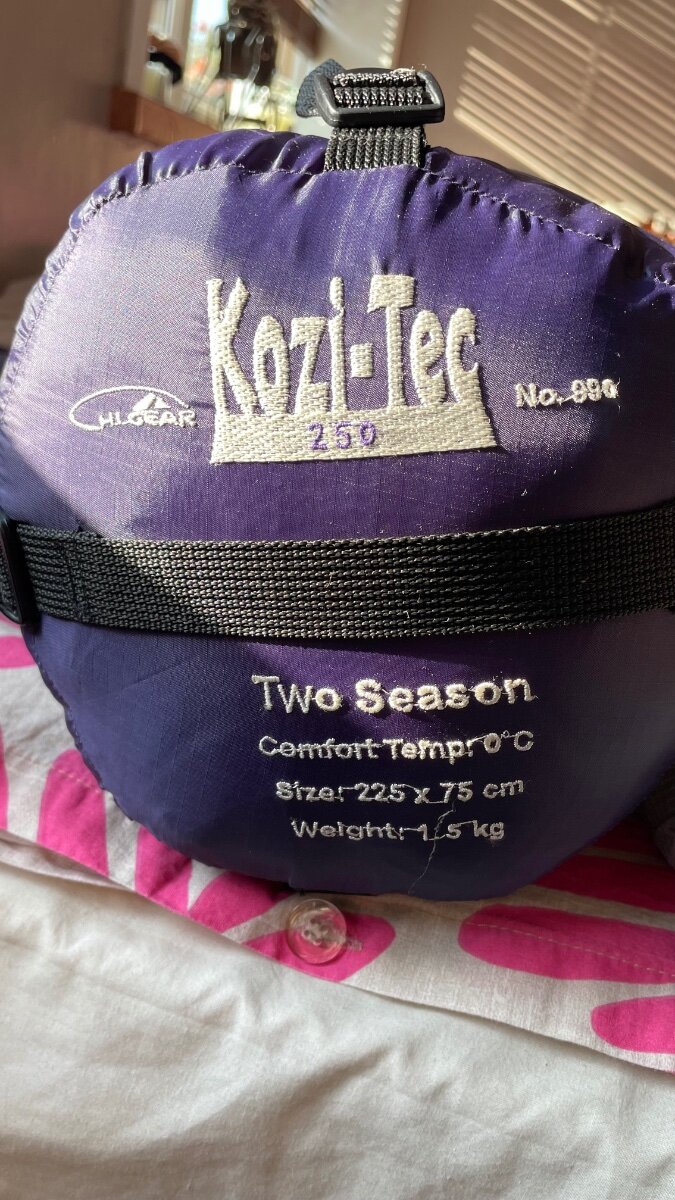 Kozi-Tec
250
HLGEAR
No. 990
Two Season
Comfort Temp: 0°C
Size: 225 x 75 cm
Weight: 1.5 kg